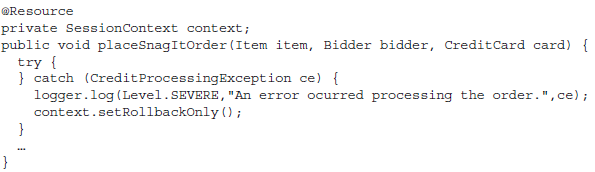 @Resource
private SessionContext context;
public void placeSnagItOrder(Item item, Bidder bidder, CreditCard card) {
  try {
  } catch (CreditProcessingException ce) {
    logger.log(Level.SEVERE,"An error ocurred processing the order.",ce);
    context.setRollbackOnly();
  }
  …
}